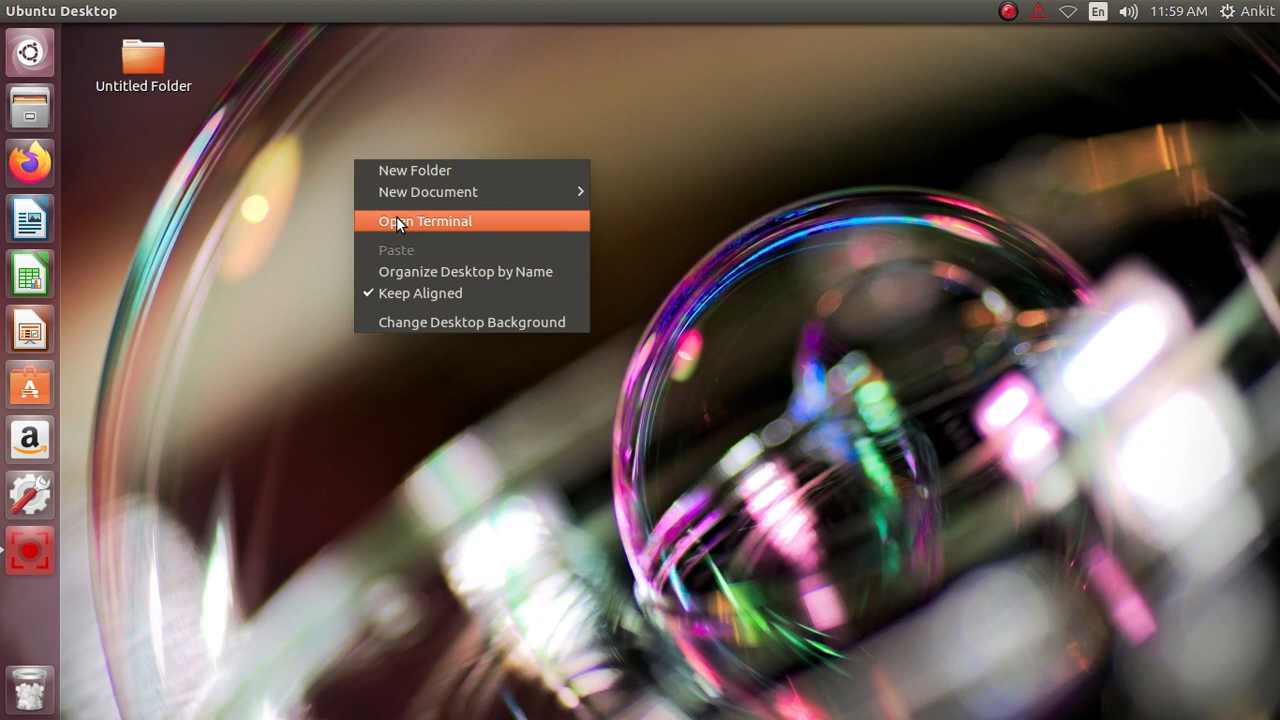 Ubuntu Desktop
En
11:59 AM
Ankit
Untitled Folder
New Folder
New Document
Open Terminal
Paste
Organize Desktop by Name
Keep Aligned
Change Desktop Background
A
a